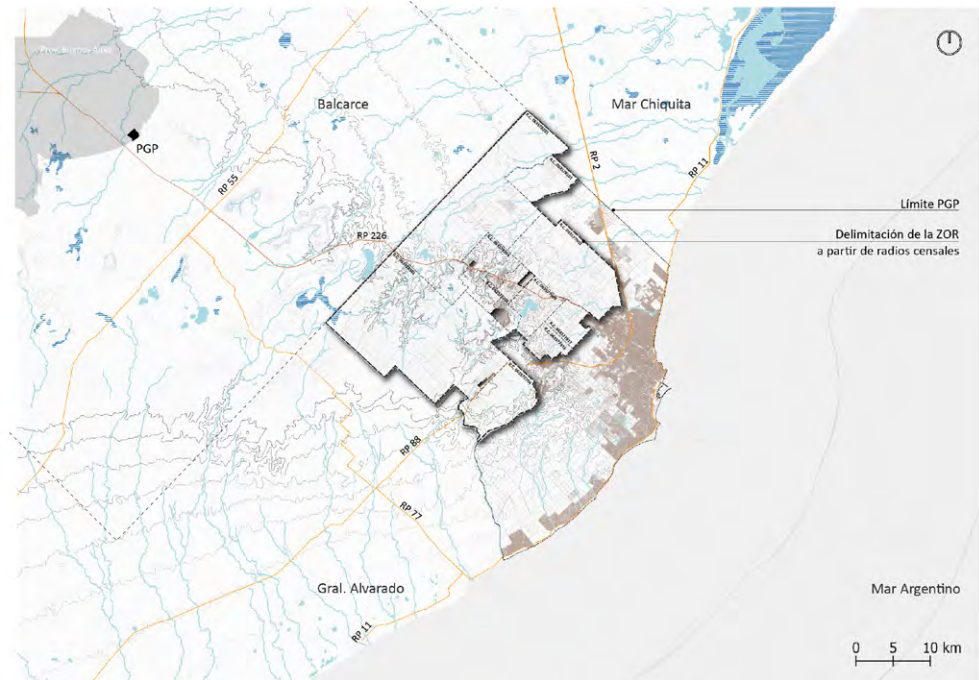 Prov. Buenos Aires
PGP
Balcarce
Mar Chiquita
RP 55
RP 2
RP 11
RP 226
Límite PGP
Delimitación de la ZOR
a partir de radios censales
RP 88
RP 77
Gral. Alvarado
RP 11
Mar Argentino
0 5 10 km